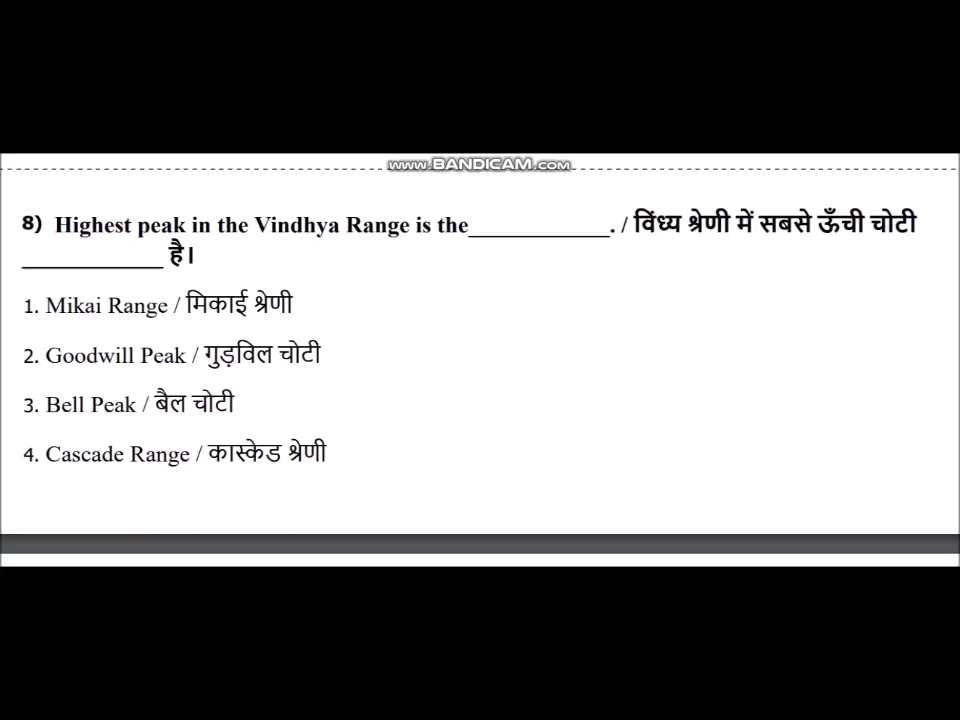 www.BANDICAM.com
8) Highest peak in the Vindhya Range is the____________. / विंध्य श्रेणी में सबसे ऊँची चोटी
____________ है।
1. Mikai Range / मिकाई श्रेणी
2. Goodwill Peak / गुड़विल चोटी
3. Bell Peak / बैल चोटी
4. Cascade Range / कास्केड श्रेणी